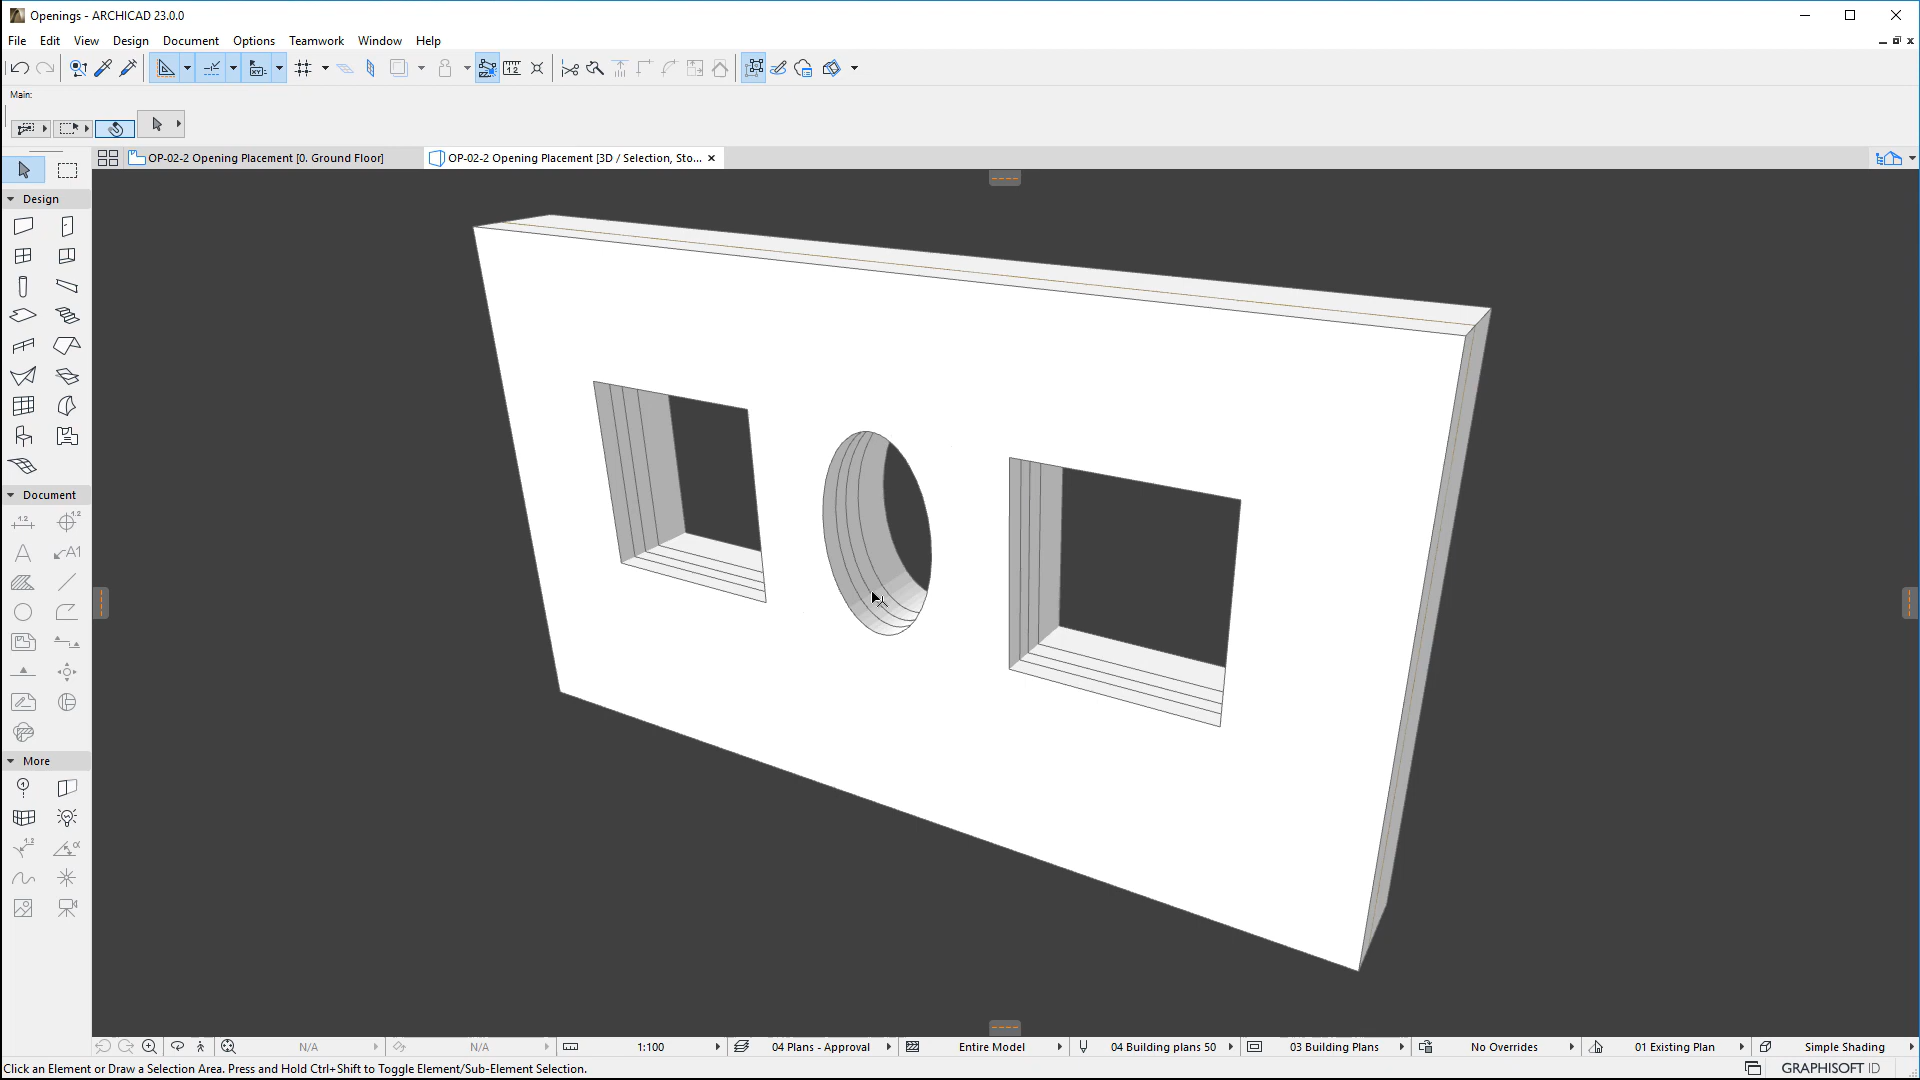 Openings - ARCHICAD 23.0.0
File Edit View Design Document Options Teamwork Window Help
Main:
OP-02-2 Opening Placement [0. Ground Floor]
OP-02-2 Opening Placement [3D / Selection, Sto...
Design
Document
More
N/A N/A 1:100 04 Plans - Approval Entire Model 04 Building plans 50 03 Building Plans No Overrides 01 Existing Plan Simple Shading
Click an Element or Draw a Selection Area. Press and Hold Ctrl+Shift to Toggle Element/Sub-Element Selection.
GRAPHISOFT ID